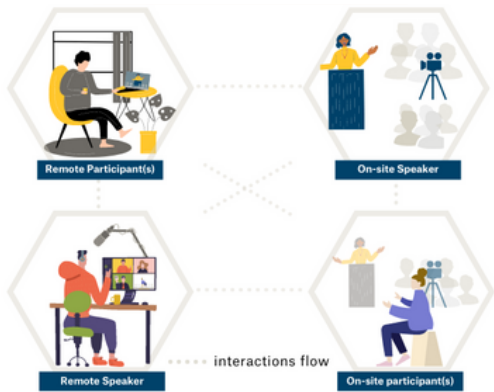 Remote Participant(s)
On-site Speaker
Remote Speaker
interactions flow
On-site participant(s)